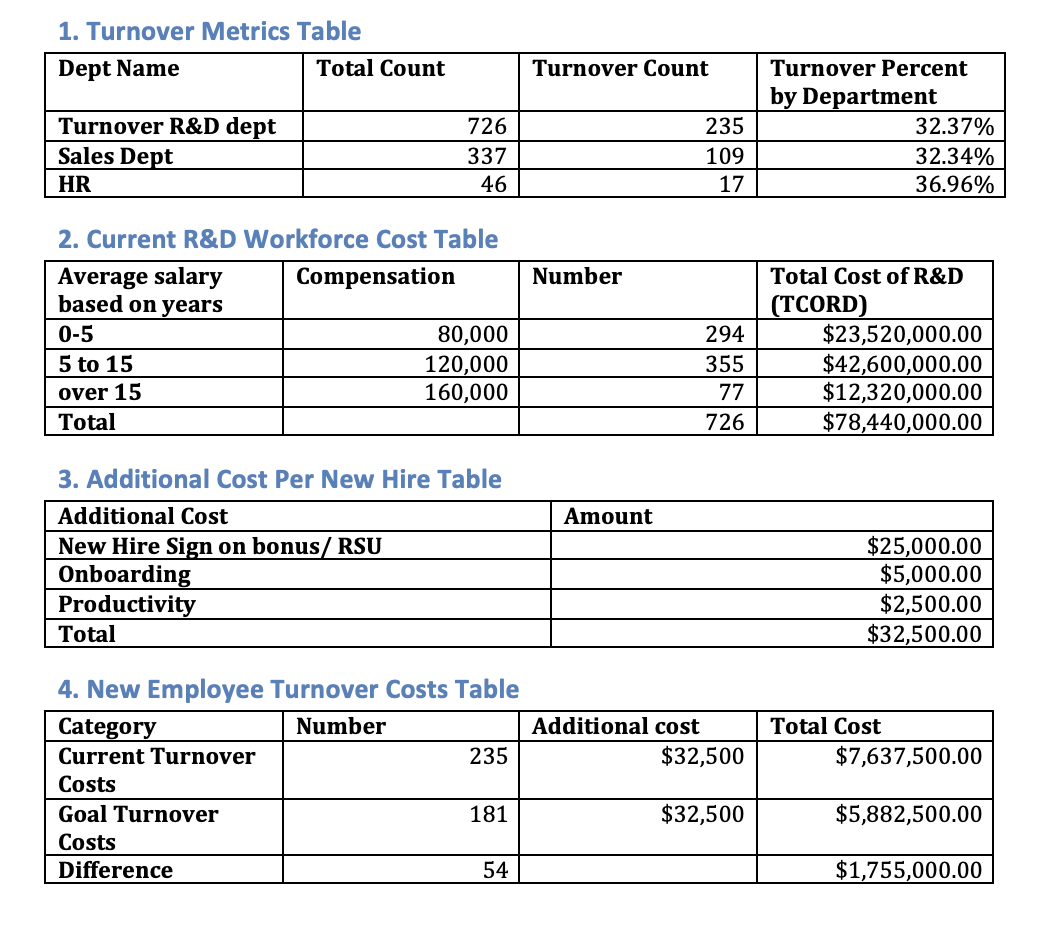 1. Turnover Metrics Table
Dept Name Total Count Turnover Count Turnover Percent
by Department
Turnover R&D dept 726 235 32.37%
Sales Dept 337 109 32.34%
HR 46 17 36.96%
2. Current R&D Workforce Cost Table
Average salary Compensation Number Total Cost of R&D
based on years (TCORD)
0-5 80,000 294 $23,520,000.00
5 to 15 120,000 355 $42,600,000.00
over 15 160,000 77 $12,320,000.00
Total 726 $78,440,000.00
3. Additional Cost Per New Hire Table
Additional Cost Amount
New Hire Sign on bonus/ RSU $25,000.00
Onboarding $5,000.00
Productivity $2,500.00
Total $32,500.00
4. New Employee Turnover Costs Table
Category Number Additional cost Total Cost
Current Turnover 235 $32,500 $7,637,500.00
Costs
Goal Turnover 181 $32,500 $5,882,500.00
Costs
Difference 54 $1,755,000.00